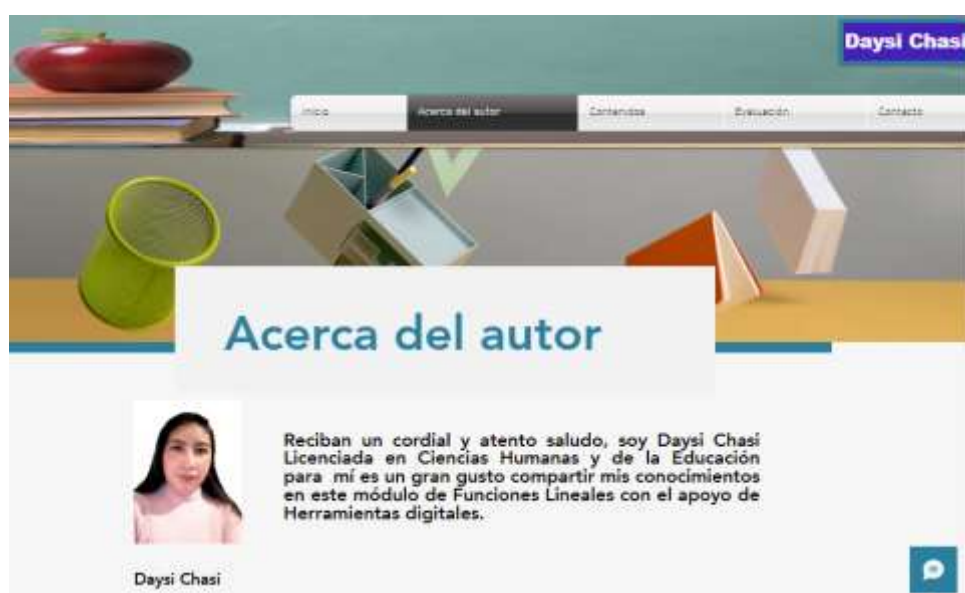 Daysi Chasi
Inicio Acerca del autor Contenidos Evaluación Contacto
Acerca del autor
Reciban un cordial y atento saludo, soy Daysi Chasi
Licenciada en Ciencias Humanas y de la Educación
para mí es un gran gusto compartir mis conocimientos
en este módulo de Funciones Lineales con el apoyo de
Herramientas digitales.
Daysi Chasi